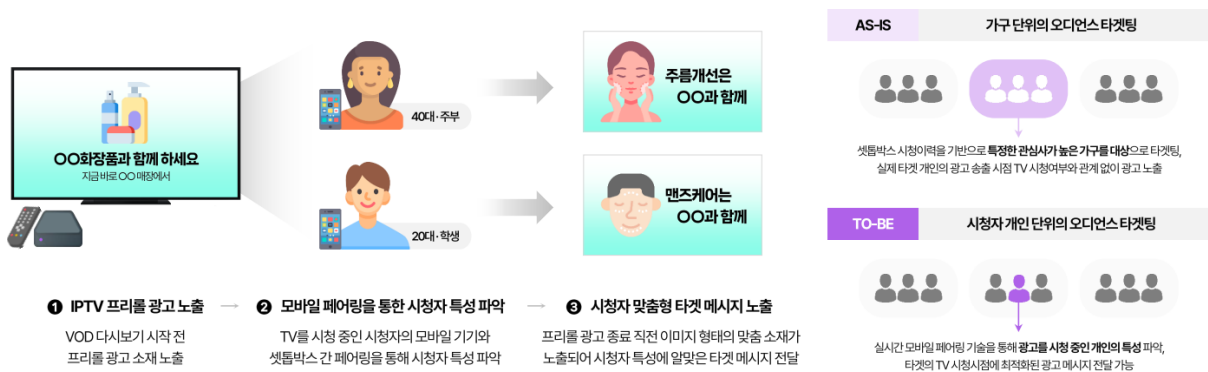 OO화장품과 함께 하세요
지금 바로 OO 매장에서
40대·주부
20대·학생
주름개선은
OO과 함께
맨즈케어는
OO과 함께
❶ IPTV 프리롤 광고 노출 →
VOD 다시보기 시작 전
프리롤 광고 소재 노출
❷ 모바일 페어링을 통한 시청자 특성 파악 →
TV를 시청 중인 시청자의 모바일 기기와
셋톱박스 간 페어링을 통해 시청자 특성 파악
❸ 시청자 맞춤형 타겟 메시지 노출
프리롤 광고 종료 직전 이미지 형태의 맞춤 소재가
노출되어 시청자 특성에 알맞은 타겟 메시지 전달
AS-IS 가구 단위의 오디언스 타겟팅
셋톱박스 시청이력을 기반으로 특정한 관심사가 높은 가구를 대상으로 타겟팅,
실제 타겟 개인의 광고 송출 시점 TV 시청여부와 관계 없이 광고 노출
TO-BE 시청자 개인 단위의 오디언스 타겟팅
실시간 모바일 페어링 기술을 통해 광고를 시청 중인 개인의 특성 파악,
타겟의 TV 시청시점에 최적화된 광고 메시지 전달 가능